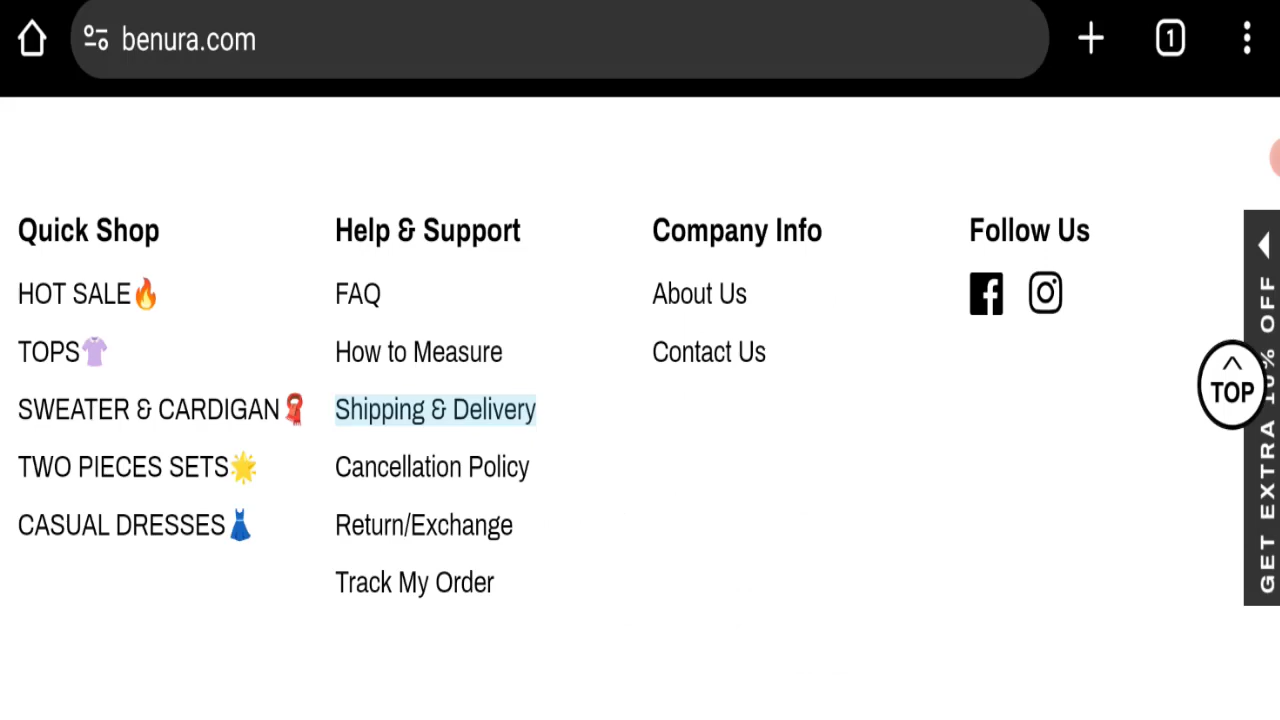 benura.com
1
Quick Shop
HOT SALE🔥
TOPS👚
SWEATER & CARDIGAN🧣
TWO PIECES SETS🌟
CASUAL DRESSES👗
Help & Support
FAQ
How to Measure
Shipping & Delivery
Cancellation Policy
Return/Exchange
Track My Order
Company Info
About Us
Contact Us
Follow Us
TOP
GET EXTRA 10% OFF